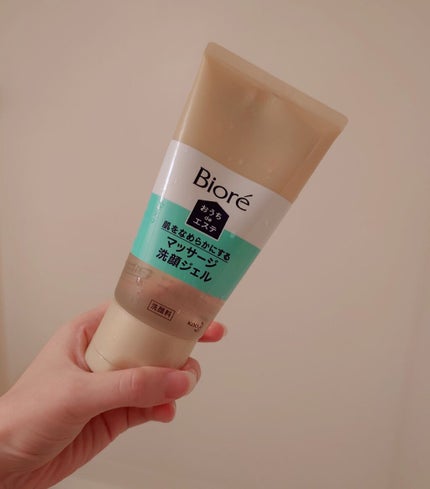 Bioré
おうち
de
エステ
肌をなめらかにする
マッサージ
洗顔ジェル
洗顔料